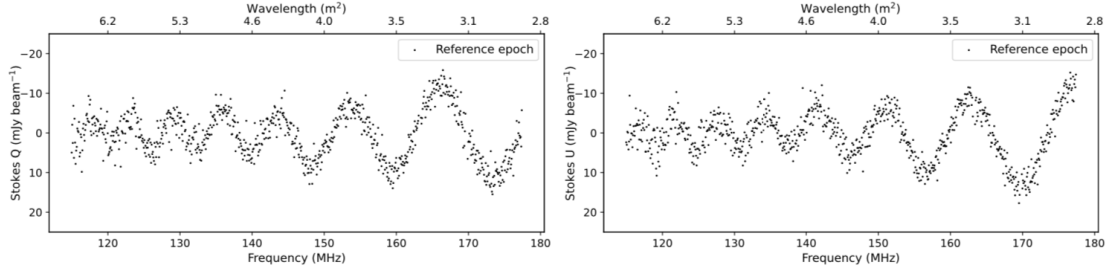 Wavelength (m²)
6.2 5.3 4.6 4.0 3.5 3.1 2.8
Stokes Q (mJy beam⁻¹)
−20
−10
0
10
20
Reference epoch
120 130 140 150 160 170 180
Frequency (MHz)
Wavelength (m²)
6.2 5.3 4.6 4.0 3.5 3.1 2.8
Stokes U (mJy beam⁻¹)
−20
−10
0
10
20
Reference epoch
120 130 140 150 160 170 180
Frequency (MHz)